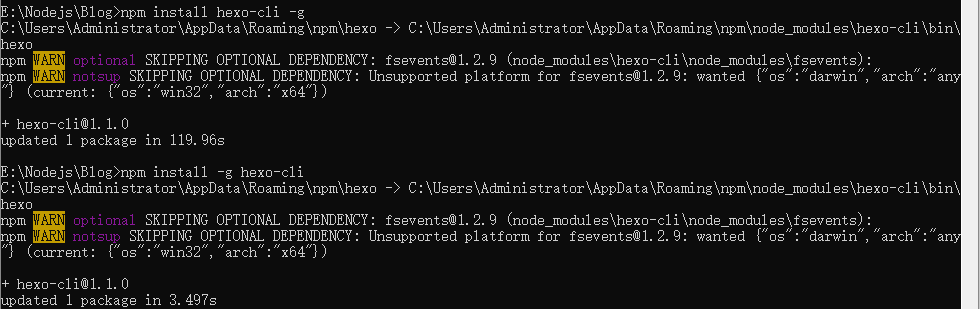 E:\Nodejs\Blog>npm install hexo-cli -g
C:\Users\Administrator\AppData\Roaming\npm\hexo -> C:\Users\Administrator\AppData\Roaming\npm\node_modules\hexo-cli\bin\
hexo
npm WARN optional SKIPPING OPTIONAL DEPENDENCY: fsevents@1.2.9 (node_modules\hexo-cli\node_modules\fsevents):
npm WARN notsup SKIPPING OPTIONAL DEPENDENCY: Unsupported platform for fsevents@1.2.9: wanted {"os":"darwin","arch":"any
"} (current: {"os":"win32","arch":"x64"})
+ hexo-cli@1.1.0
updated 1 package in 119.96s
E:\Nodejs\Blog>npm install -g hexo-cli
C:\Users\Administrator\AppData\Roaming\npm\hexo -> C:\Users\Administrator\AppData\Roaming\npm\node_modules\hexo-cli\bin\
hexo
npm WARN optional SKIPPING OPTIONAL DEPENDENCY: fsevents@1.2.9 (node_modules\hexo-cli\node_modules\fsevents):
npm WARN notsup SKIPPING OPTIONAL DEPENDENCY: Unsupported platform for fsevents@1.2.9: wanted {"os":"darwin","arch":"any
"} (current: {"os":"win32","arch":"x64"})
+ hexo-cli@1.1.0
updated 1 package in 3.497s